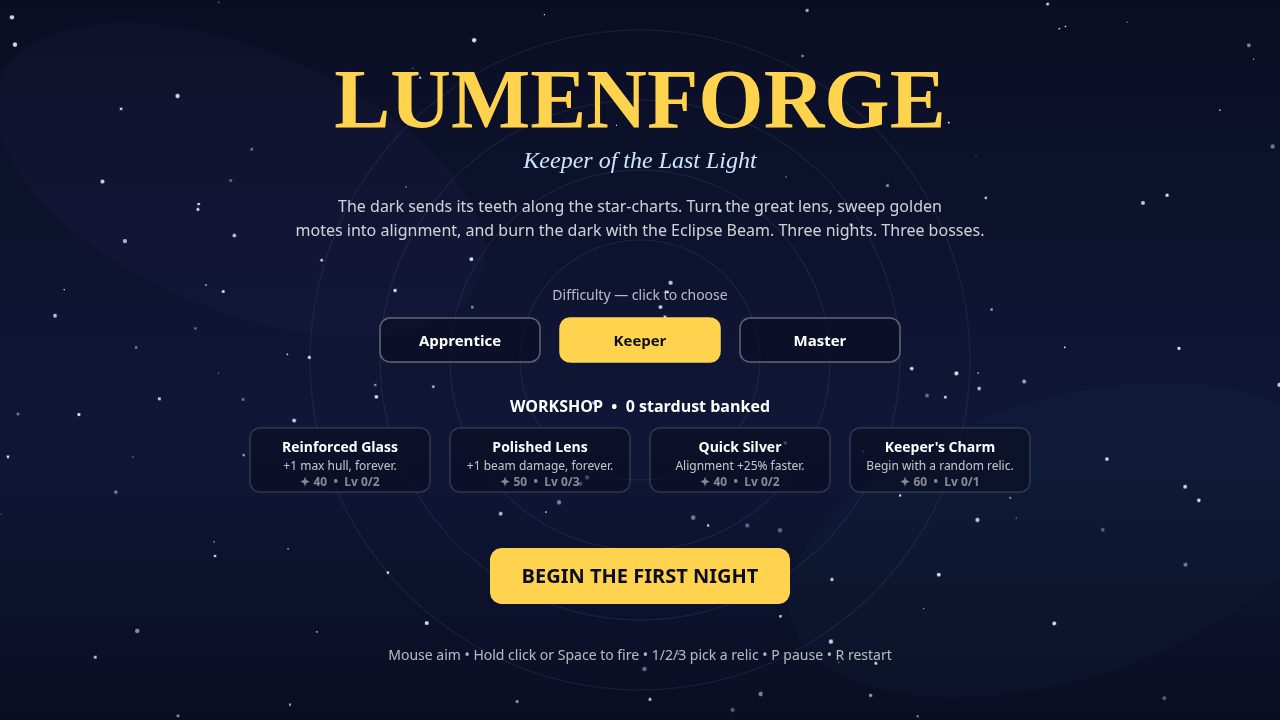 LUMENFORGE
Keeper of the Last Light
The dark sends its teeth along the star-charts. Turn the great lens, sweep golden
motes into alignment, and burn the dark with the Eclipse Beam. Three nights. Three bosses.
Difficulty — click to choose
Apprentice
Keeper
Master
WORKSHOP • 0 stardust banked
Reinforced Glass
+1 max hull, forever.
✦ 40 • Lv 0/2
Polished Lens
+1 beam damage, forever.
✦ 50 • Lv 0/3
Quick Silver
Alignment +25% faster.
✦ 40 • Lv 0/2
Keeper's Charm
Begin with a random relic.
✦ 60 • Lv 0/1
BEGIN THE FIRST NIGHT
Mouse aim • Hold click or Space to fire • 1/2/3 pick a relic • P pause • R restart